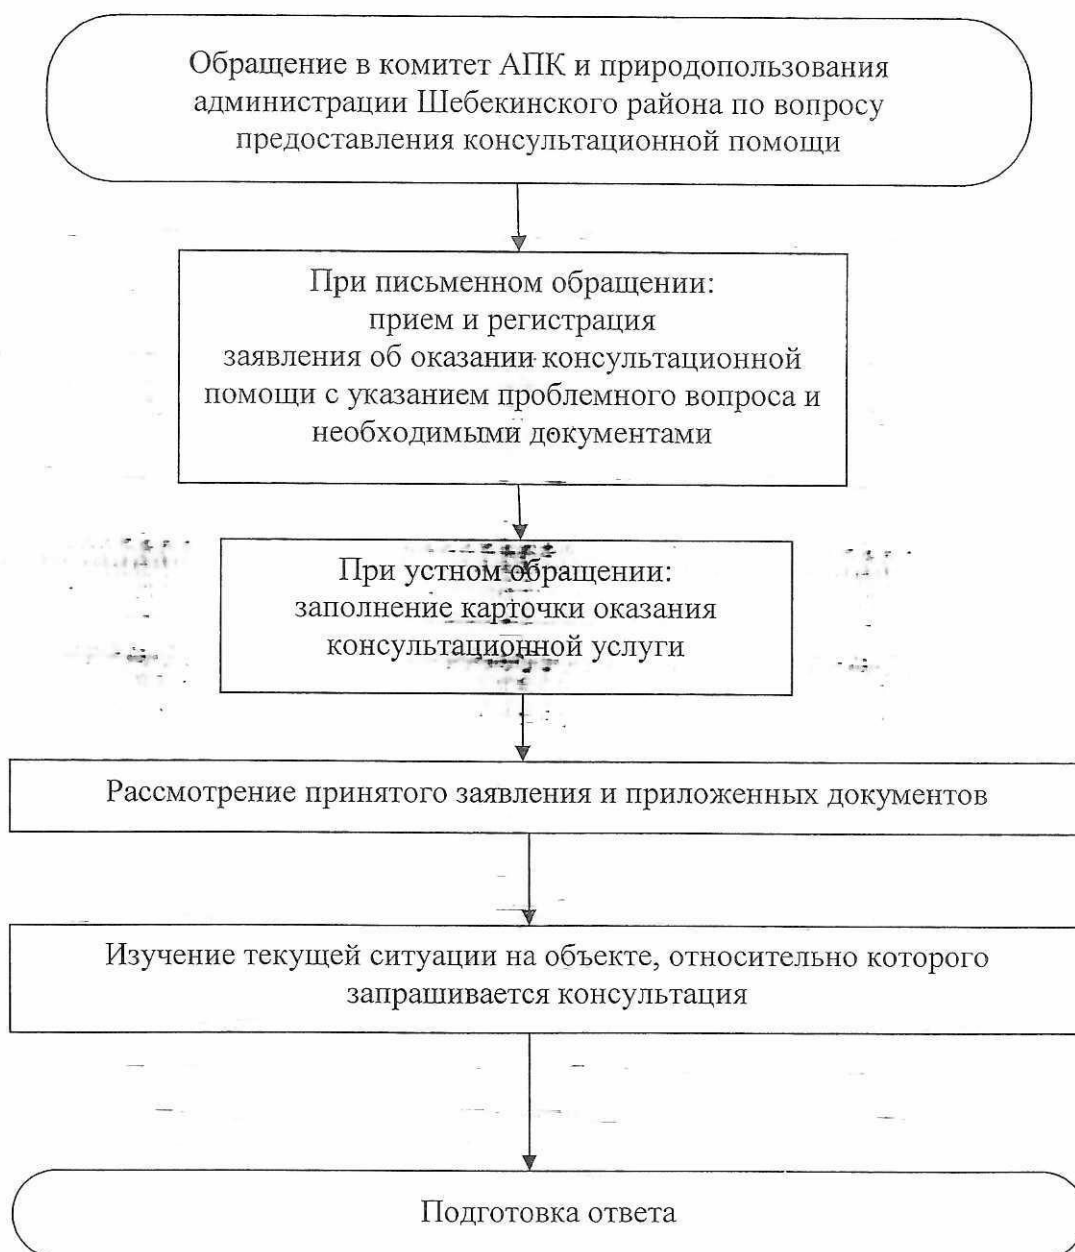 Обращение в комитет АПК и природопользования
администрации Шебекинского района по вопросу
предоставления консультационной помощи
При письменном обращении:
прием и регистрация
заявления об оказании консультационной
помощи с указанием проблемного вопроса и
необходимыми документами
При устном обращении:
заполнение карточки оказания
консультационной услуги
Рассмотрение принятого заявления и приложенных документов
Изучение текущей ситуации на объекте, относительно которого
запрашивается консультация
Подготовка ответа